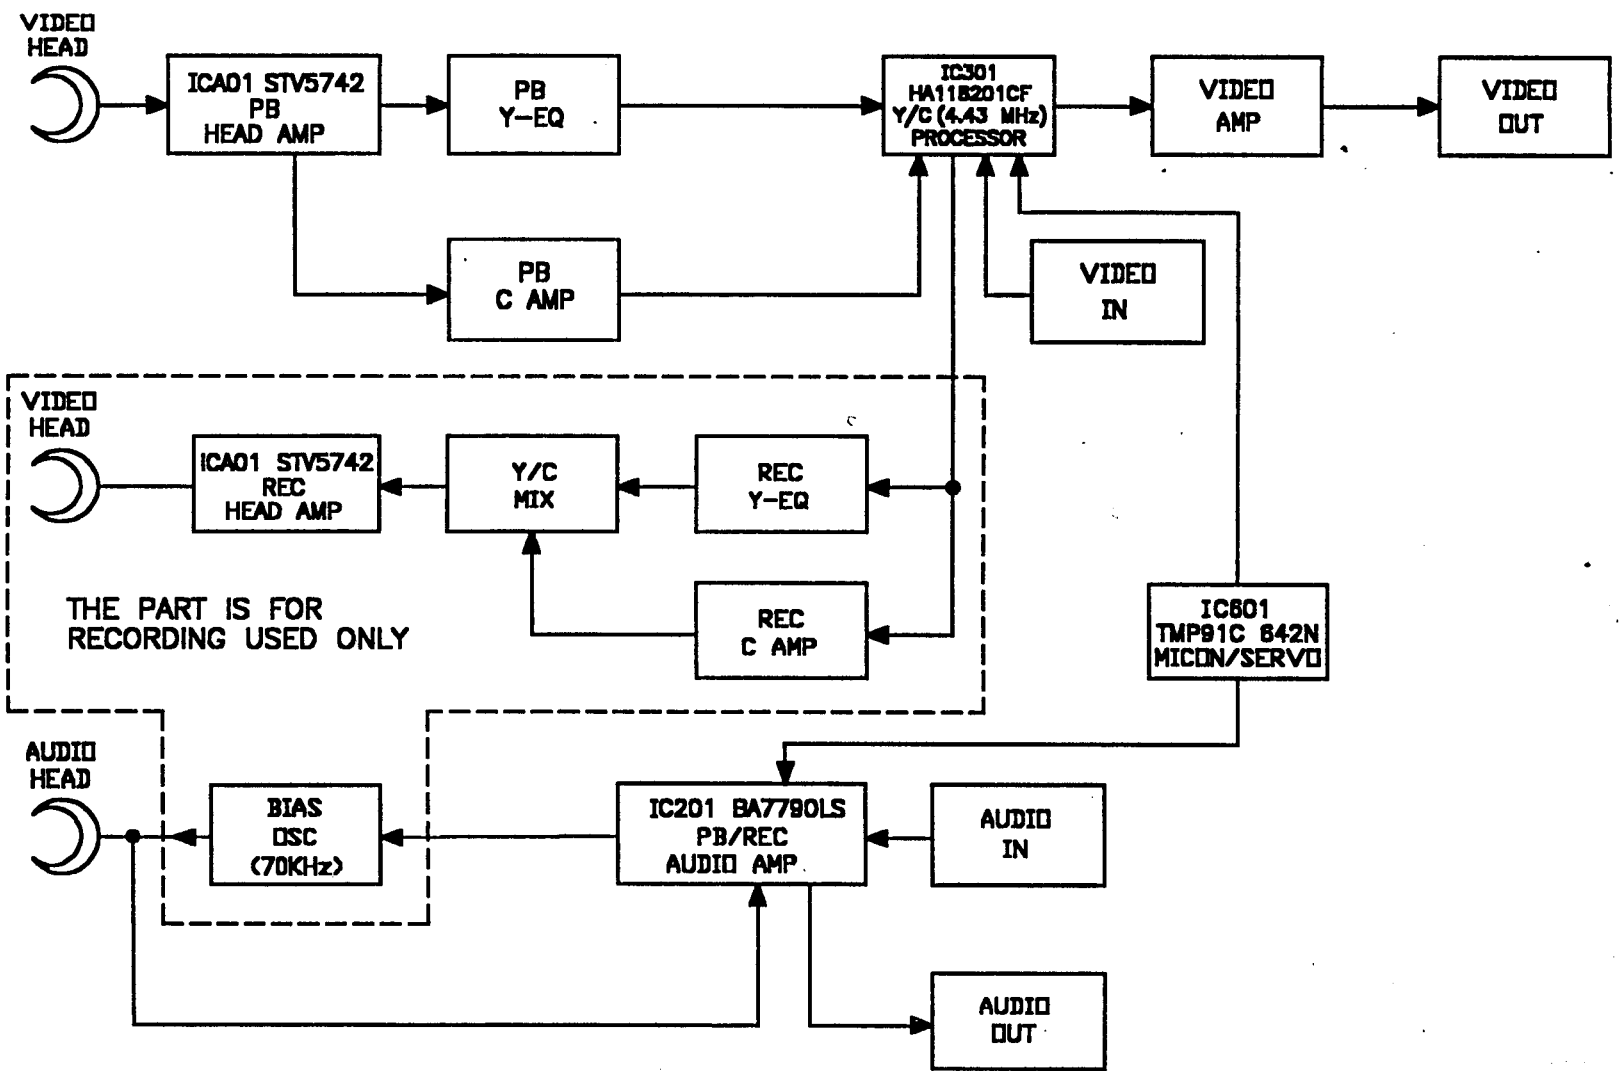 VIDEO
HEAD
ICA01 STV5742
PB
HEAD AMP
PB
Y-EQ
IC301
HA118201CF
Y/C (4.43 MHz)
PROCESSOR
VIDEO
AMP
VIDEO
OUT
PB
C AMP
VIDEO
IN
VIDEO
HEAD
ICA01 STV5742
REC
HEAD AMP
Y/C
MIX
REC
Y-EQ
THE PART IS FOR
RECORDING USED ONLY
REC
C AMP
IC601
TMP91C 642N
MICON/SERVO
AUDIO
HEAD
BIAS
OSC
(70KHz)
IC201 BA7790LS
PB/REC
AUDIO AMP
AUDIO
IN
AUDIO
OUT